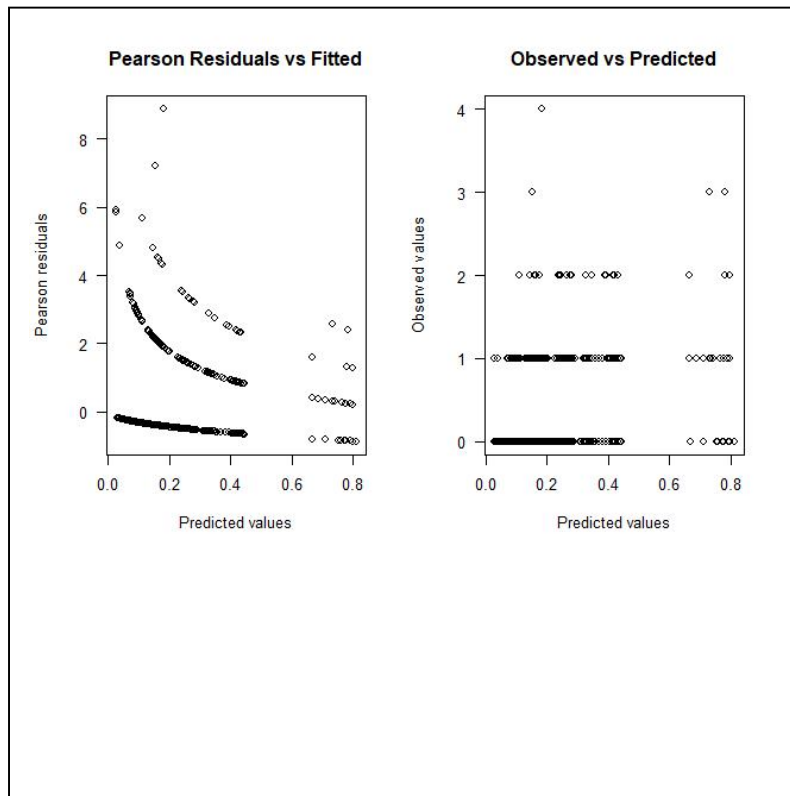 Pearson Residuals vs Fitted
Pearson residuals
8
6
4
2
0
0.0 0.2 0.4 0.6 0.8
Predicted values
Observed vs Predicted
Observed values
4
3
2
1
0
0.0 0.2 0.4 0.6 0.8
Predicted values